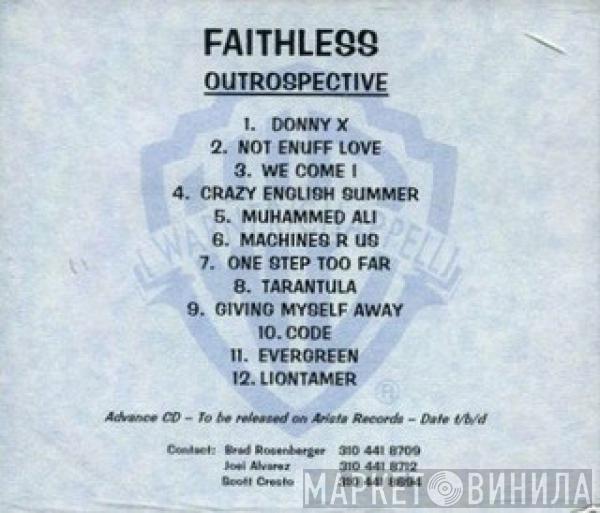 FAITHLESS
OUTROSPECTIVE
1. DONNY X
2. NOT ENUFF LOVE
3. WE COME I
4. CRAZY ENGLISH SUMMER
5. MUHAMMED ALI
6. MACHINES R US
7. ONE STEP TOO FAR
8. TARANTULA
9. GIVING MYSELF AWAY
10. CODE
11. EVERGREEN
12. LIONTAMER
®
Advance CD – To be released on Arista Records – Date t/b/d
Contact: Brad Rosenberger 310 441 8709
Joel Alvarez 310 441 8712
Scott Cresto 310 441 8694
МАРКЕТ ВИНИЛА